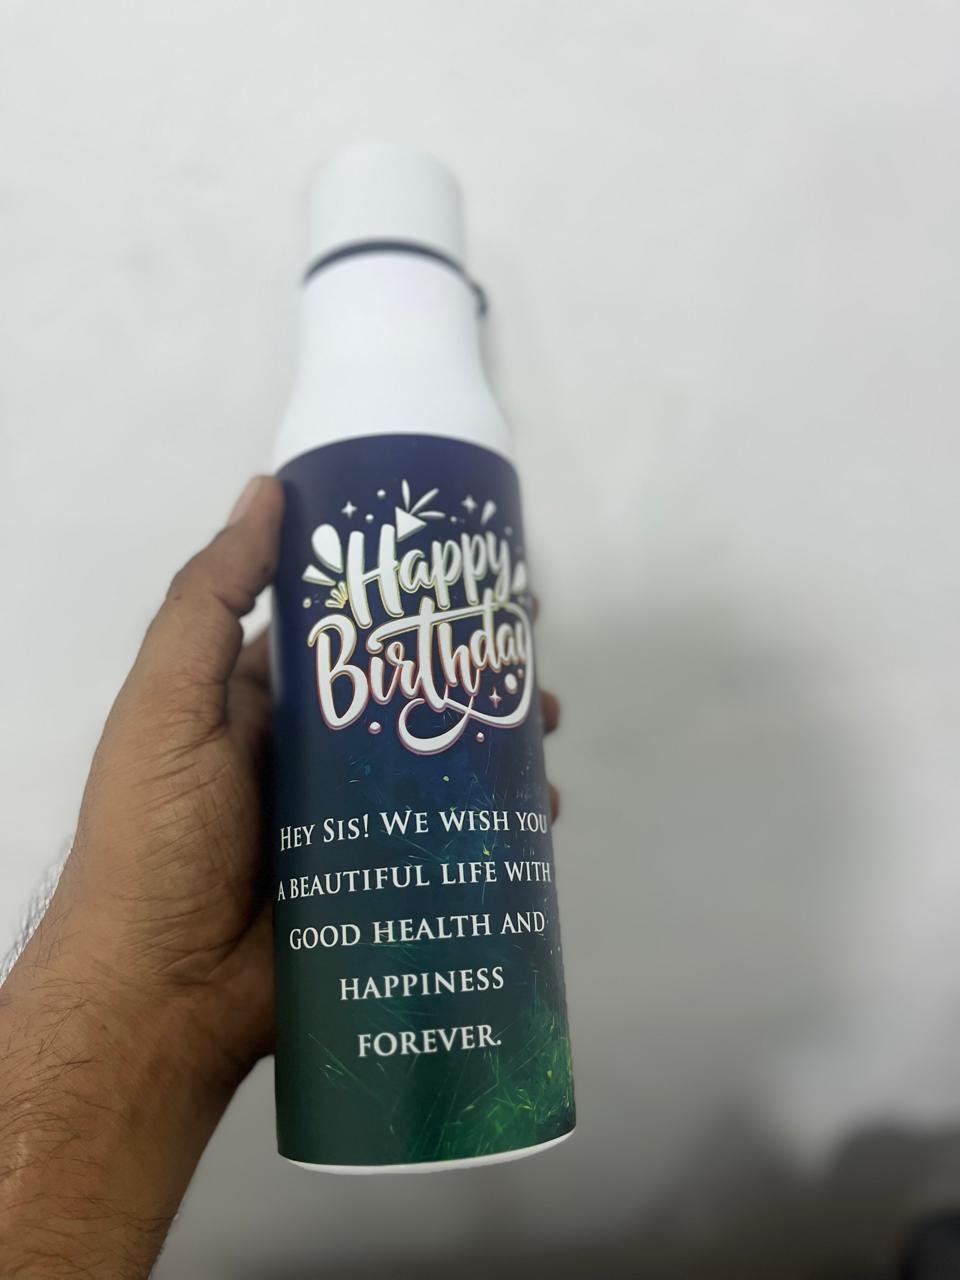 Happy
Birthday
HEY SIS! WE WISH YOU
A BEAUTIFUL LIFE WITH
GOOD HEALTH AND
HAPPINESS
FOREVER.